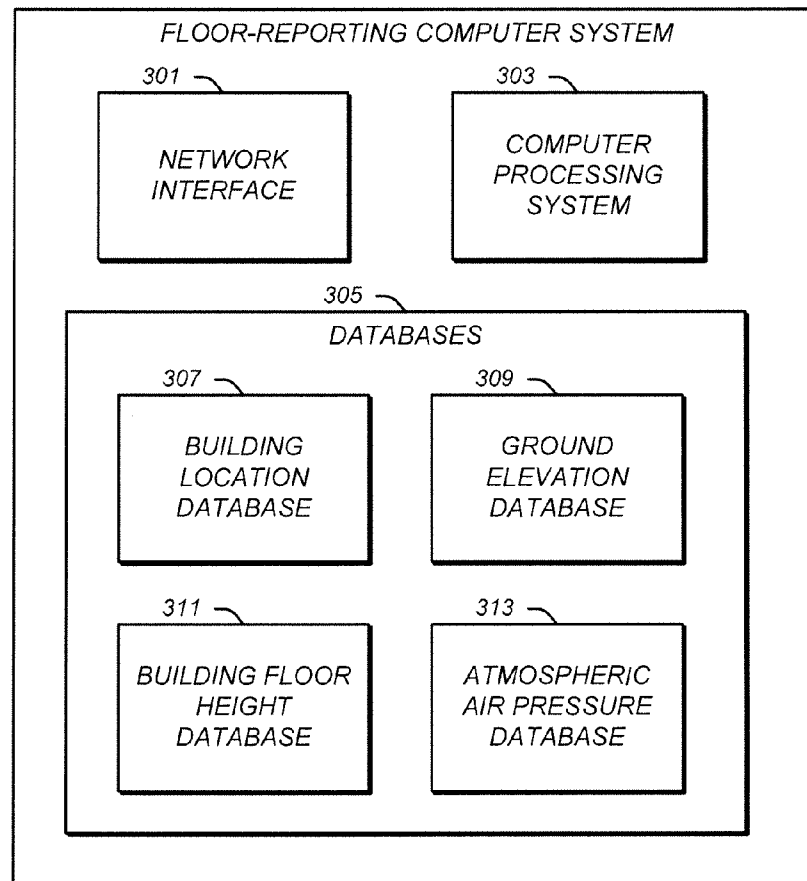 FLOOR-REPORTING COMPUTER SYSTEM
301
303
NETWORK
INTERFACE
COMPUTER
PROCESSING
SYSTEM
305
DATABASES
307
309
BUILDING
LOCATION
DATABASE
GROUND
ELEVATION
DATABASE
311
313
BUILDING FLOOR
HEIGHT
DATABASE
ATMOSPHERIC
AIR PRESSURE
DATABASE